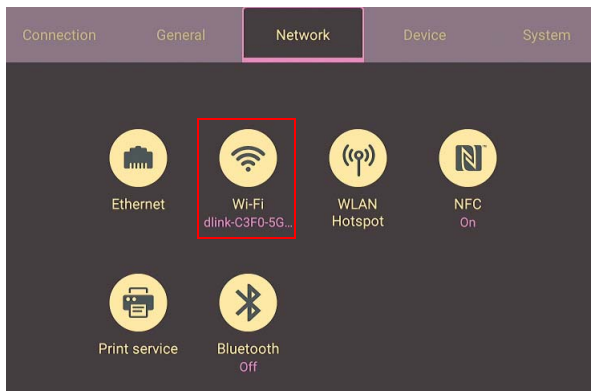 Connection General Network Device System
Ethernet Wi-Fi WLAN NFC
dlink-C3F0-5G... Hotspot On
Print service Bluetooth
Off